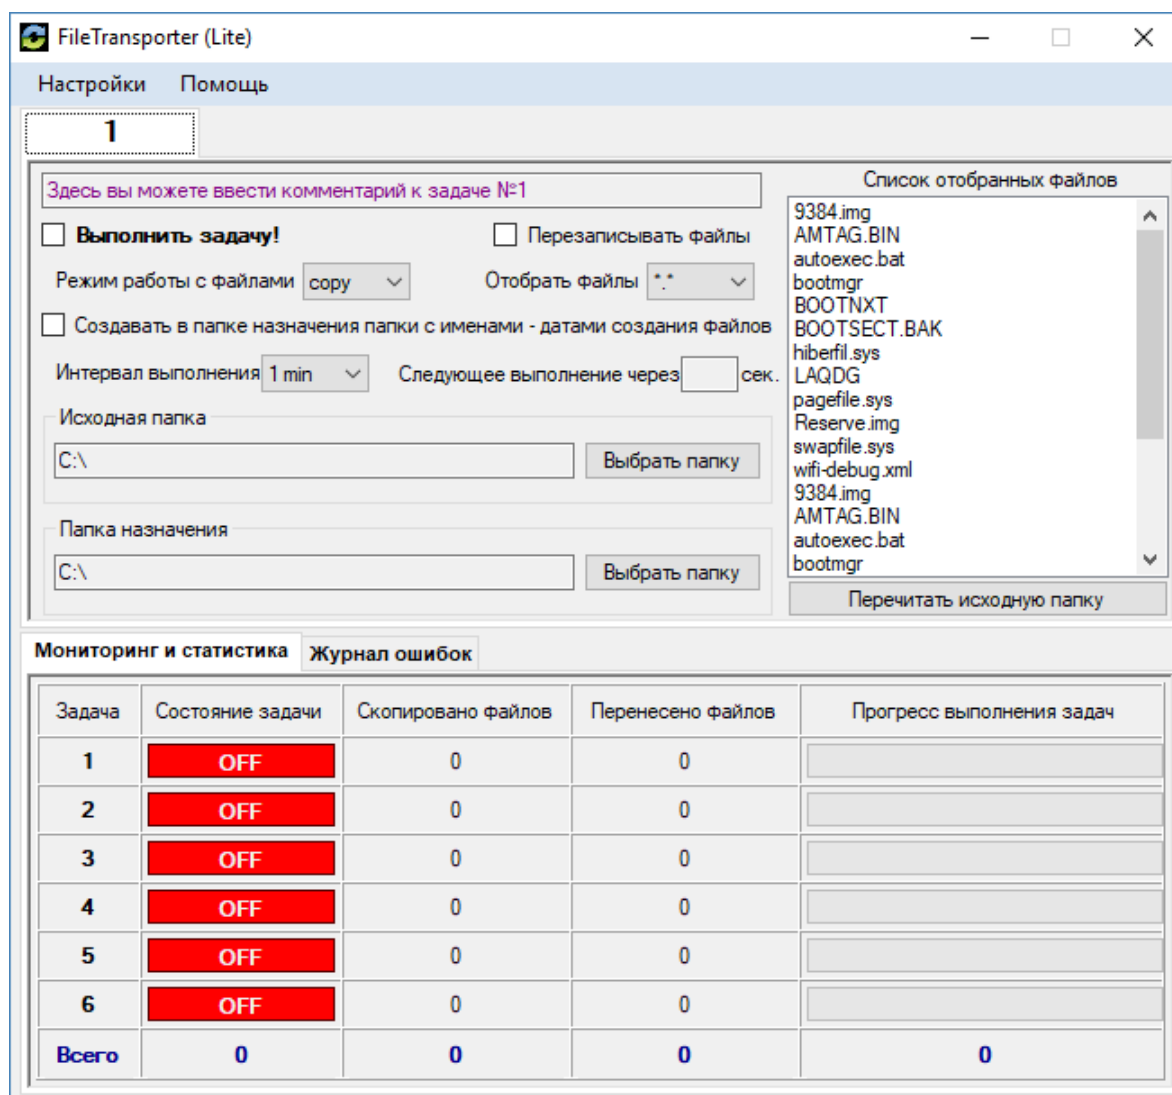 FileTransporter (Lite)
Настройки Помощь
1
Здесь вы можете ввести комментарий к задаче №1
Выполнить задачу! Перезаписывать файлы
Режим работы с файлами copy Отобрать файлы *.*
Создавать в папке назначения папки с именами - датами создания файлов
Интервал выполнения 1 min Следующее выполнение через сек.
Исходная папка
C:\ Выбрать папку
Папка назначения
C:\ Выбрать папку
Список отобранных файлов
9384.img
AMTAG.BIN
autoexec.bat
bootmgr
BOOTNXT
BOOTSECT.BAK
hiberfil.sys
LAQDG
pagefile.sys
Reserve.img
swapfile.sys
wifi-debug.xml
9384.img
AMTAG.BIN
autoexec.bat
bootmgr
Перечитать исходную папку
Мониторинг и статистика Журнал ошибок
Задача Состояние задачи Скопировано файлов Перенесено файлов Прогресс выполнения задач
1 OFF 0 0
2 OFF 0 0
3 OFF 0 0
4 OFF 0 0
5 OFF 0 0
6 OFF 0 0
Всего 0 0 0 0